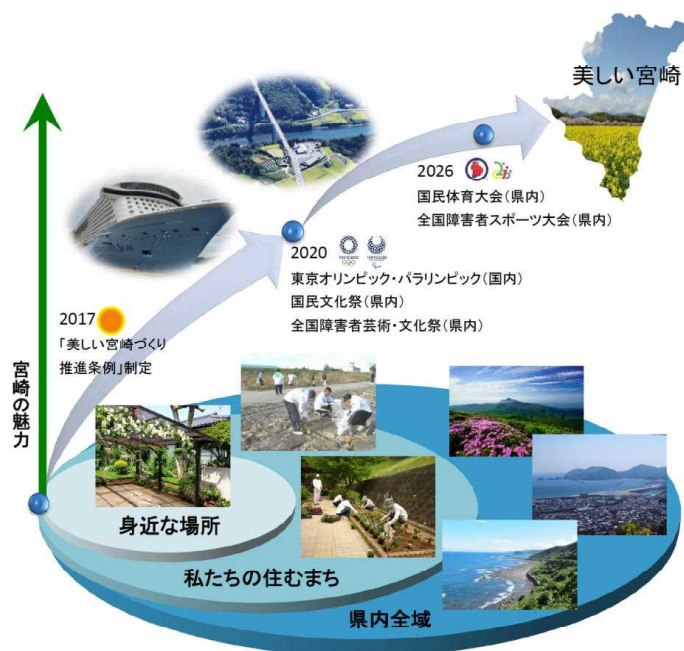 美しい宮崎
2026
国民体育大会(県内)
全国障害者スポーツ大会(県内)
2020
東京オリンピック・パラリンピック(国内)
国民文化祭(県内)
全国障害者芸術・文化祭(県内)
2017
「美しい宮崎づくり
推進条例」制定
宮崎の魅力
身近な場所
私たちの住むまち
県内全域